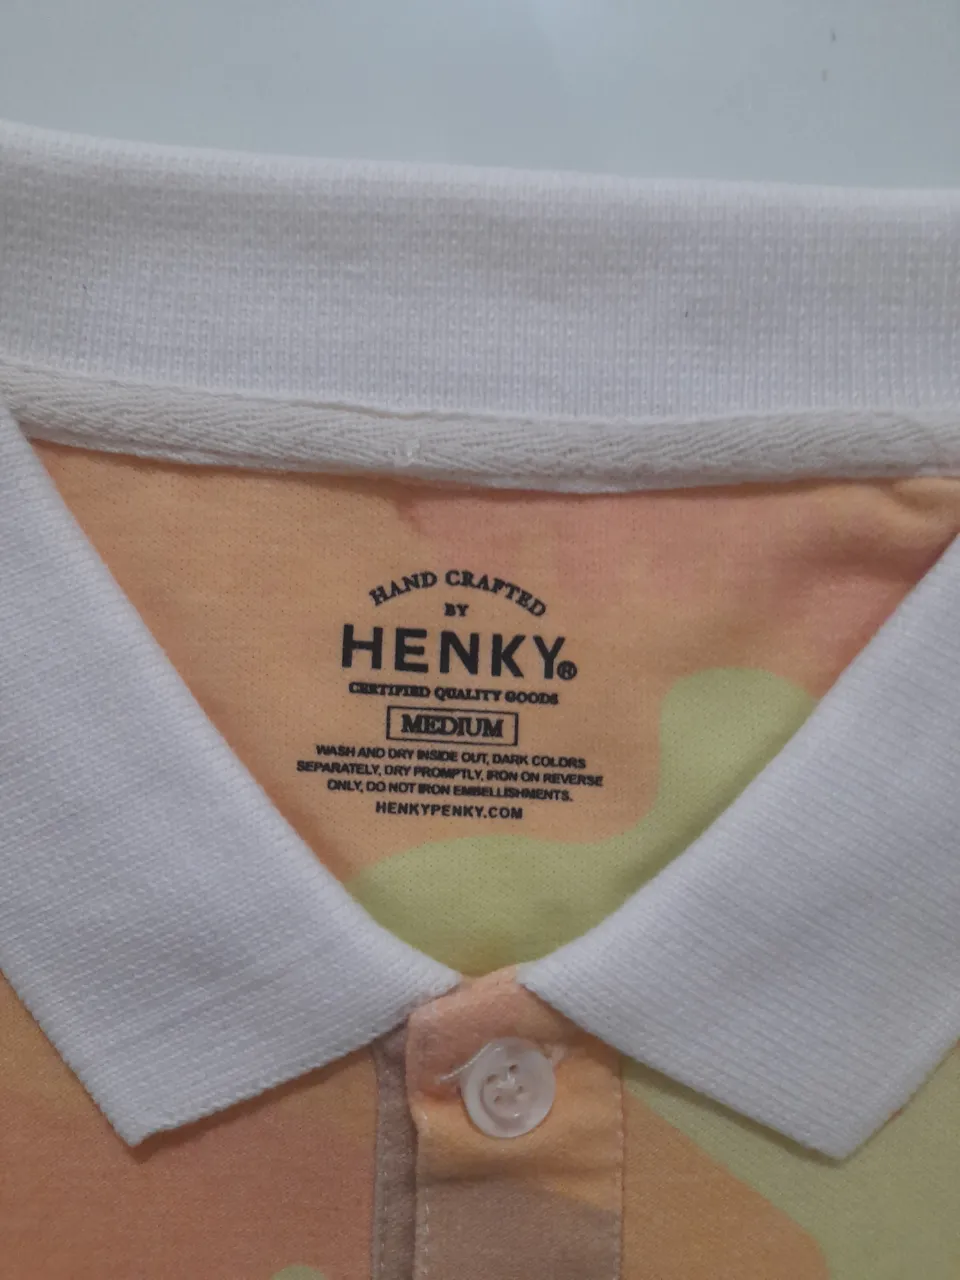 HAND CRAFTED
BY
HENKY®
CERTIFIED QUALITY GOODS
MEDIUM
WASH AND DRY INSIDE OUT, DARK COLORS
SEPARATELY, DRY PROMPTLY, IRON ON REVERSE
ONLY, DO NOT IRON EMBELLISHMENTS.
HENKYPENKY.COM